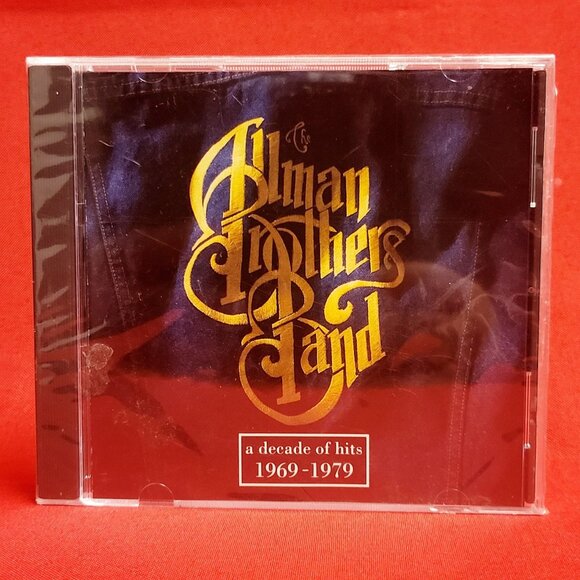 The
Allman
Brothers
Band
a decade of hits
1969-1979